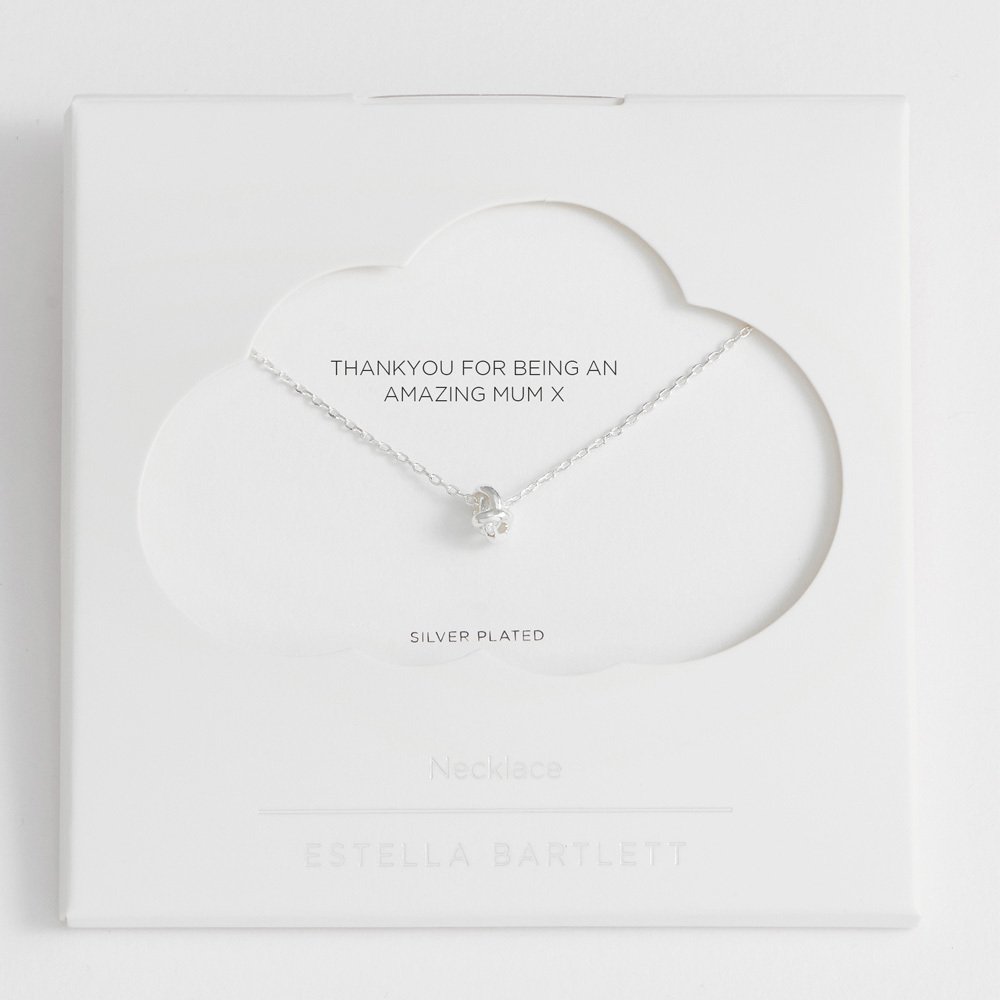 THANKYOU FOR BEING AN
AMAZING MUM X
SILVER PLATED
Necklace
ESTELLA BARTLETT